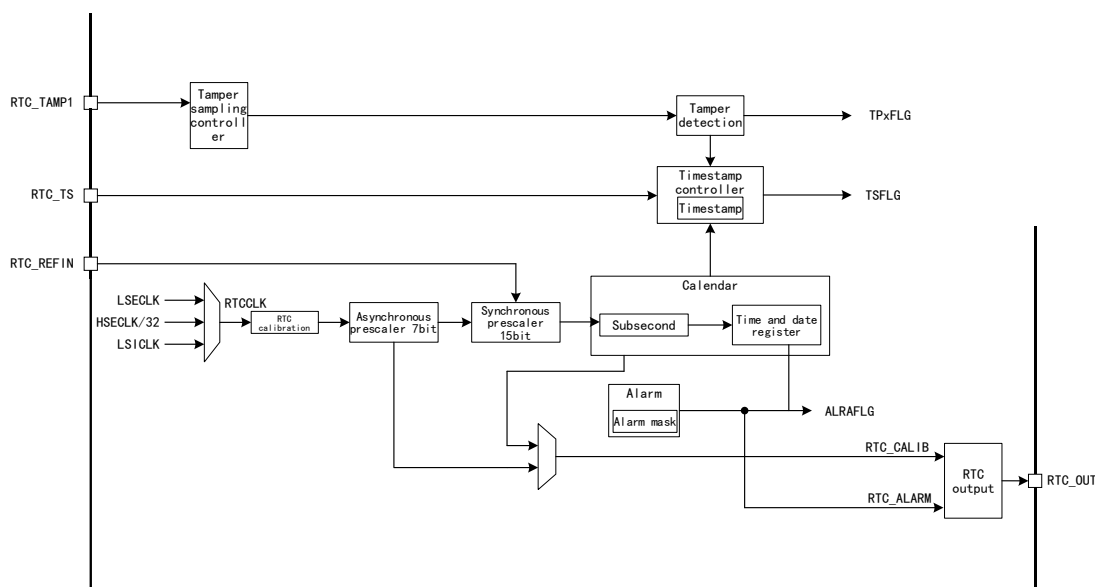 RTC_TAMP1
Tamper
sampling
controll
er
Tamper
detection
TPxFLG
RTC_TS
Timestamp
controller
Timestamp
TSFLG
RTC_REFIN
LSECLK
HSECLK/32
LSICLK
RTCCLK
RTC
calibration
Asynchronous
prescaler 7bit
Synchronous
prescaler
15bit
Calendar
Subsecond
Time and date
register
Alarm
Alarm mask
ALRAFLG
RTC_CALIB
RTC_ALARM
RTC
output
RTC_OUT